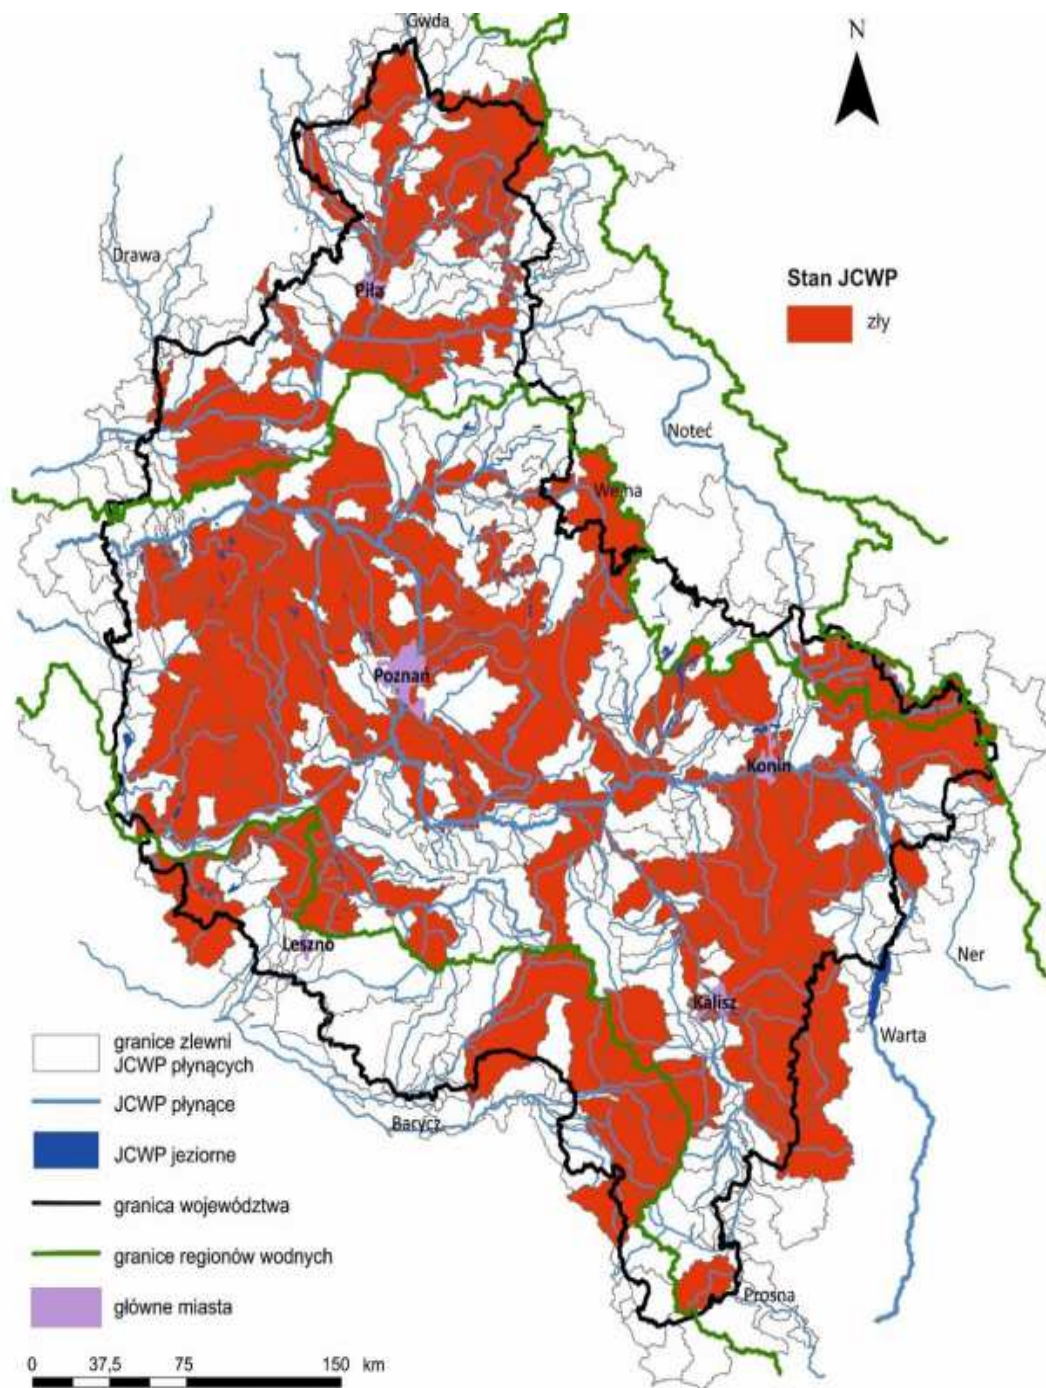 Gwda
N
Drawa
Stan JCWP
Piła
zły
Noteć
Wełna
Poznań
Konin
Leszno
Ner
Kalisz
Warta
granice zlewni
JCWP płynących
JCWP płynące
Barycz
JCWP jeziorne
granica województwa
granice regionów wodnych
Prosna
główne miasta
0 37,5 75 150 km